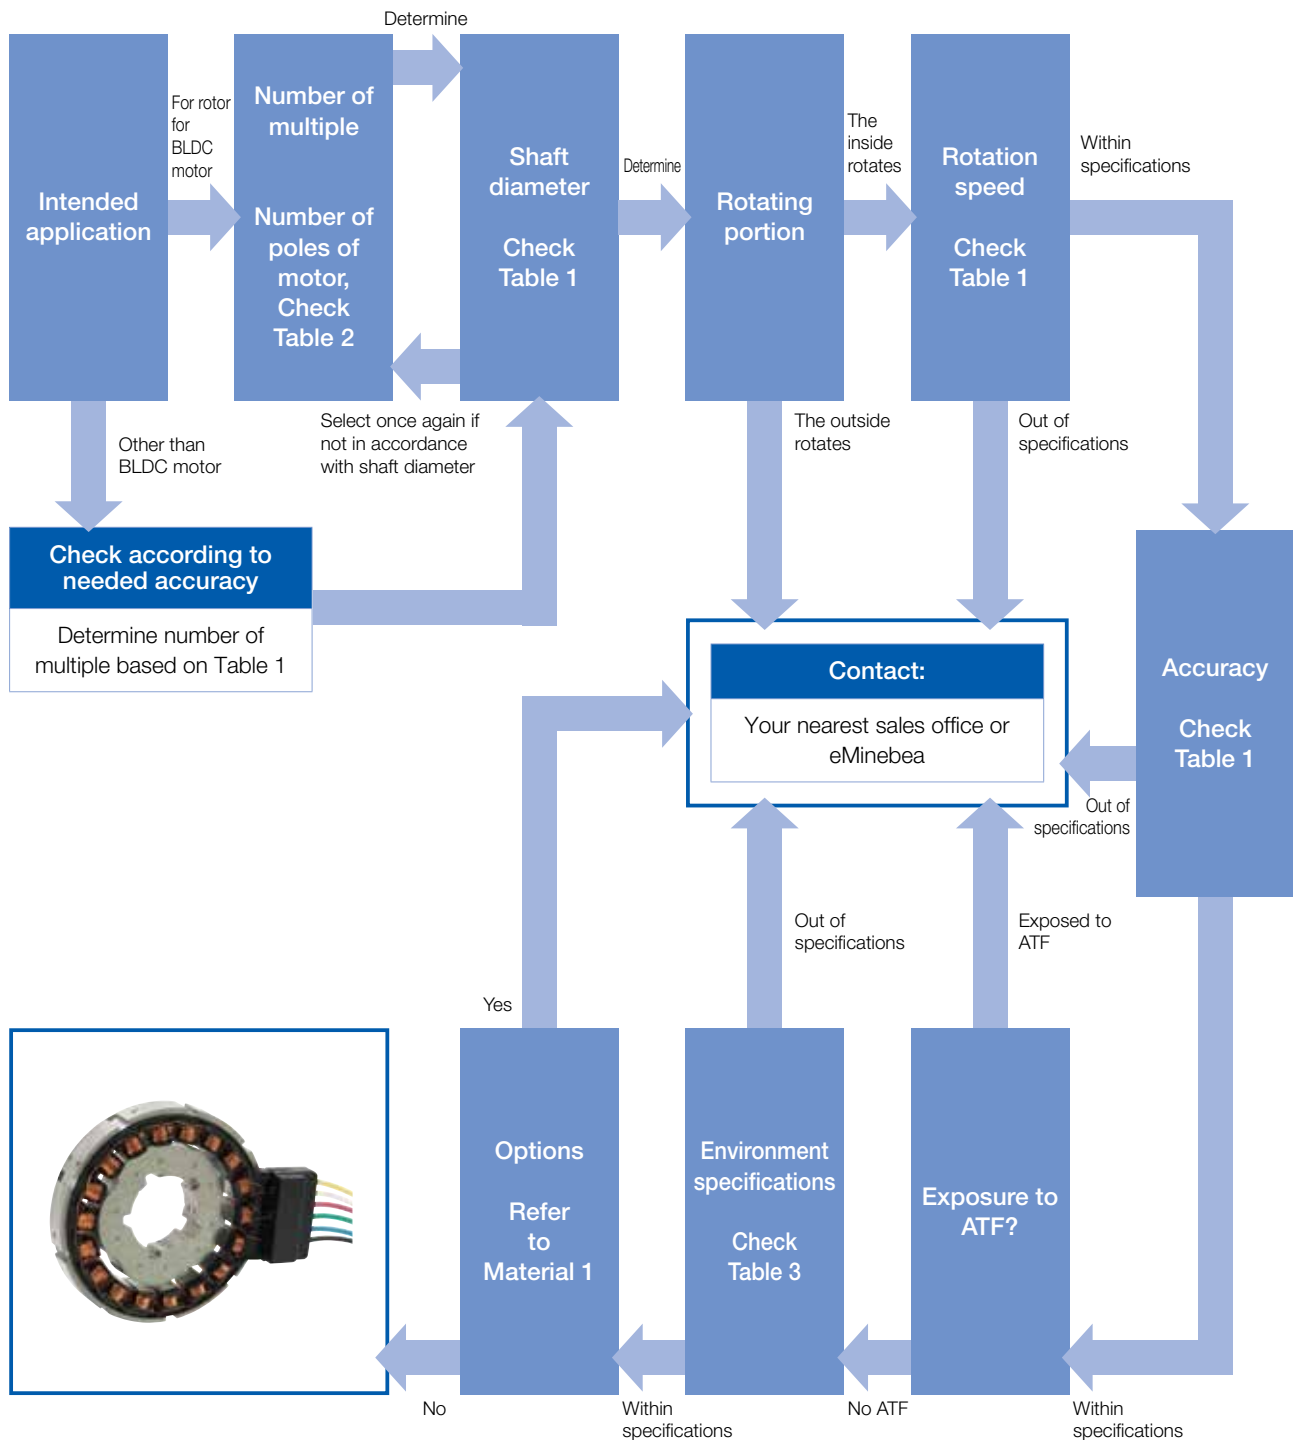 Determine
Intended
application
For rotor
for
BLDC
motor
Number of
multiple
Number of
poles of
motor,
Check
Table 2
Shaft
diameter
Check
Table 1
Determine
Rotating
portion
The
inside
rotates
Rotation
speed
Check
Table 1
Within
specifications
Other than
BLDC motor
Select once again if
not in accordance
with shaft diameter
The outside
rotates
Out of
specifications
Check according to
needed accuracy
Determine number of
multiple based on Table 1
Contact:
Your nearest sales office or
eMinebea
Accuracy
Check
Table 1
Out of
specifications
Out of
specifications
Exposed to
ATF
Yes
Options
Refer
to
Material 1
Environment
specifications
Check
Table 3
Exposure to
ATF?
No
Within
specifications
No ATF
Within
specifications